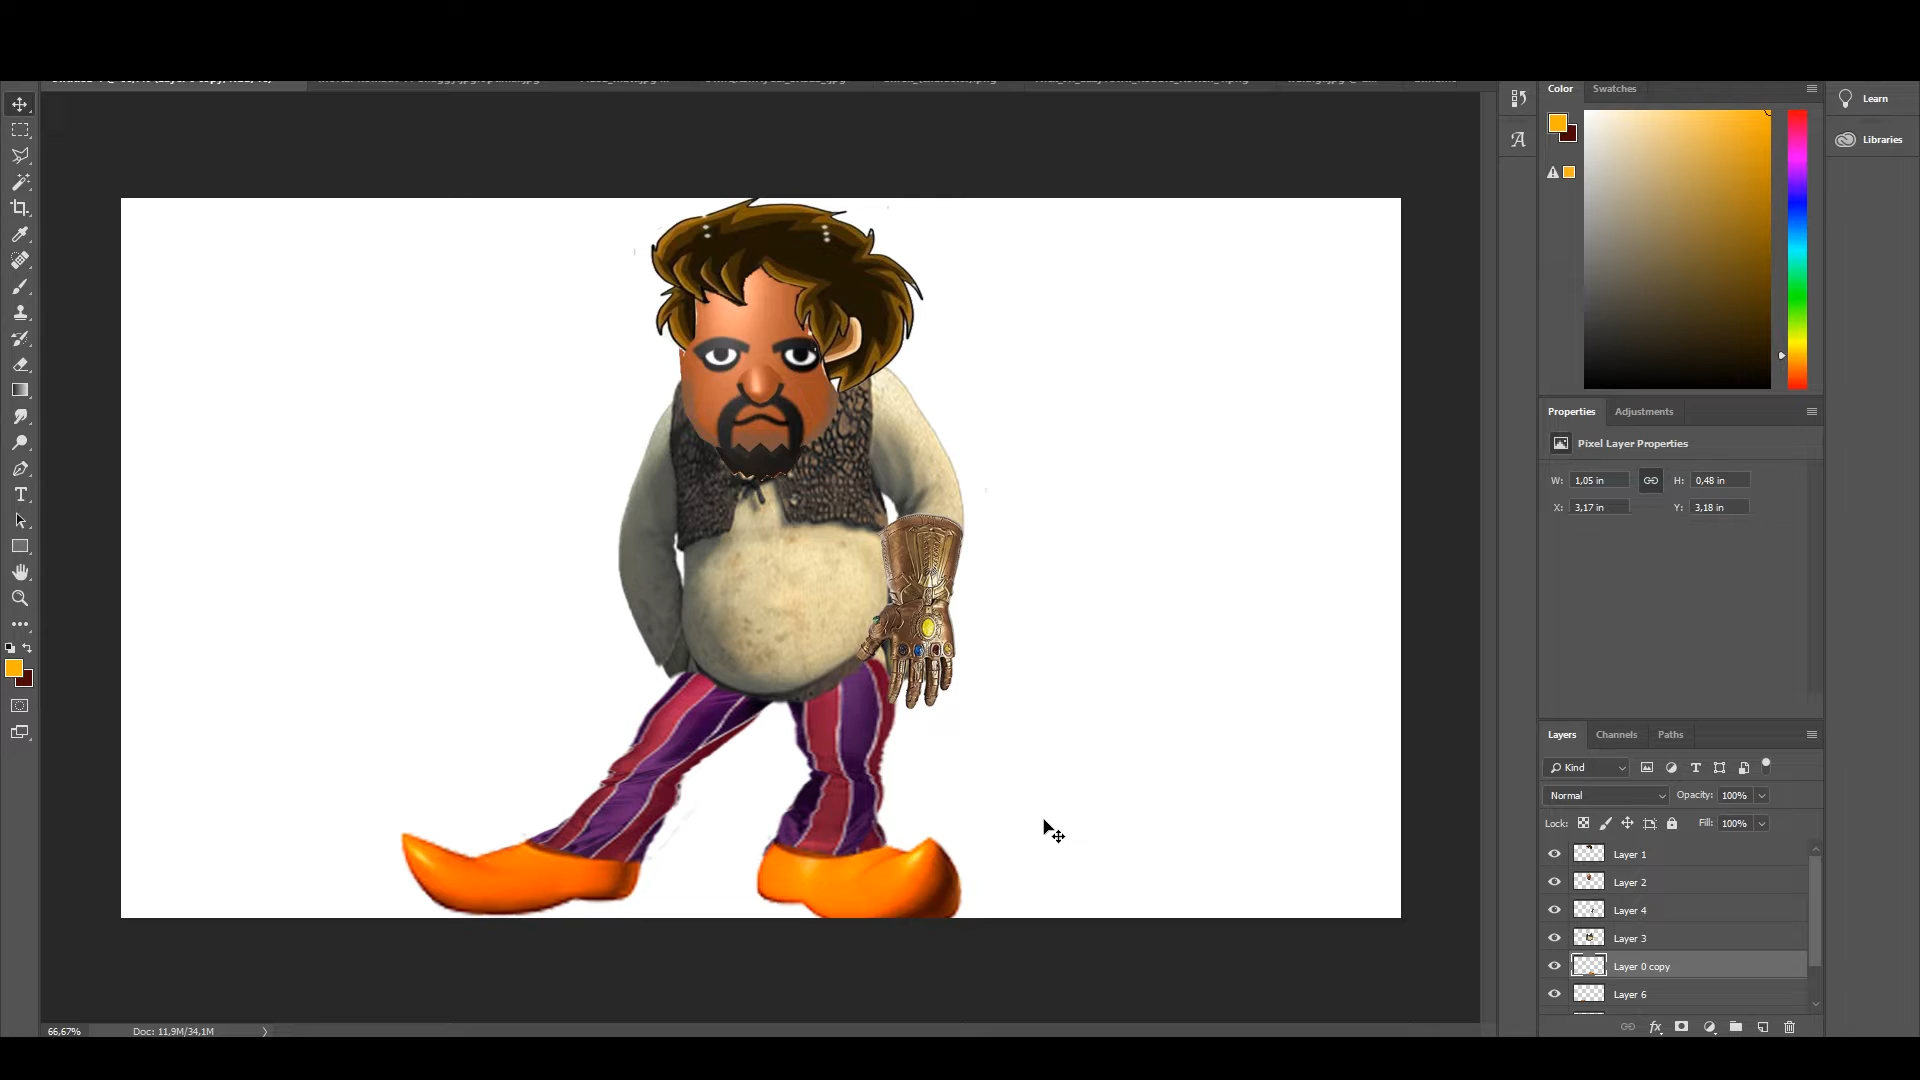 Color
Swatches
Learn
Libraries
Properties
Adjustments
Pixel Layer Properties
W: 1,05 in
H: 0,48 in
X: 3,17 in
Y: 3,18 in
Layers
Channels
Paths
Kind
Normal
Opacity: 100%
Lock:
Fill: 100%
Layer 1
Layer 2
Layer 4
Layer 3
Layer 0 copy
Layer 6
fx
66,67%
Doc: 11,9M/34,1M